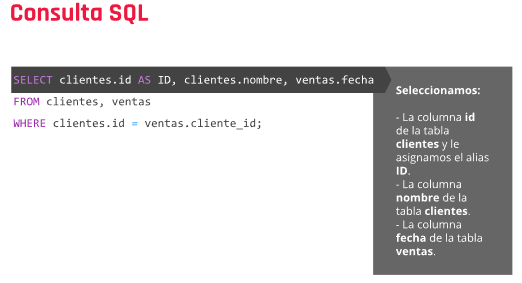 Consulta SQL
SELECT clientes.id AS ID, clientes.nombre, ventas.fecha
FROM clientes, ventas
WHERE clientes.id = ventas.cliente_id;
Seleccionamos:
- La columna id
de la tabla
clientes y le
asignamos el alias
ID.
- La columna
nombre de la
tabla clientes.
- La columna
fecha de la tabla
ventas.